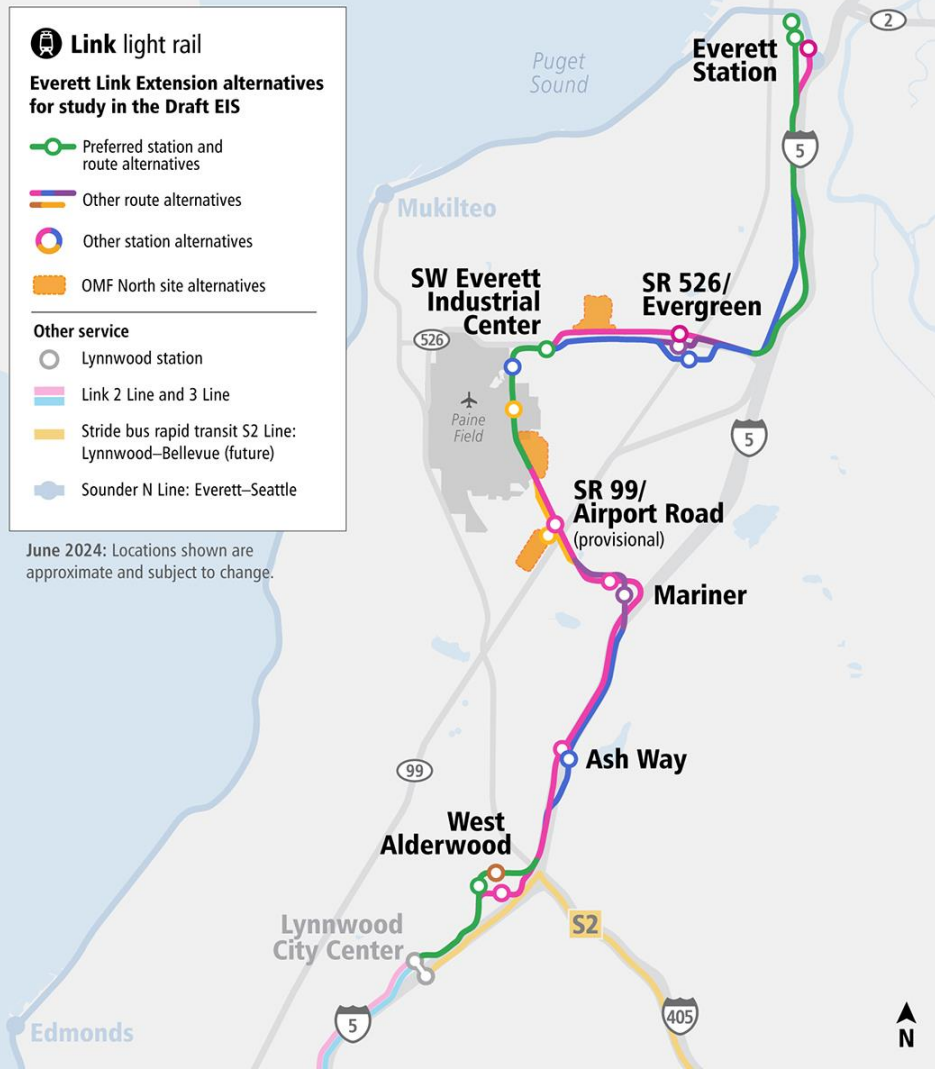 Link light rail
Everett Link Extension alternatives
for study in the Draft EIS
Preferred station and
route alternatives
Other route alternatives
Other station alternatives
OMF North site alternatives
Other service
Lynnwood station
Link 2 Line and 3 Line
Stride bus rapid transit S2 Line:
Lynnwood–Bellevue (future)
Sounder N Line: Everett–Seattle
June 2024: Locations shown are
approximate and subject to change.
2
Everett
Station
Puget
Sound
5
Mukilteo
SW Everett
Industrial
Center
SR 526/
Evergreen
526
Paine
Field
5
SR 99/
Airport Road
(provisional)
Mariner
Ash Way
99
West
Alderwood
Lynnwood
City Center
S2
5
405
Edmonds
N